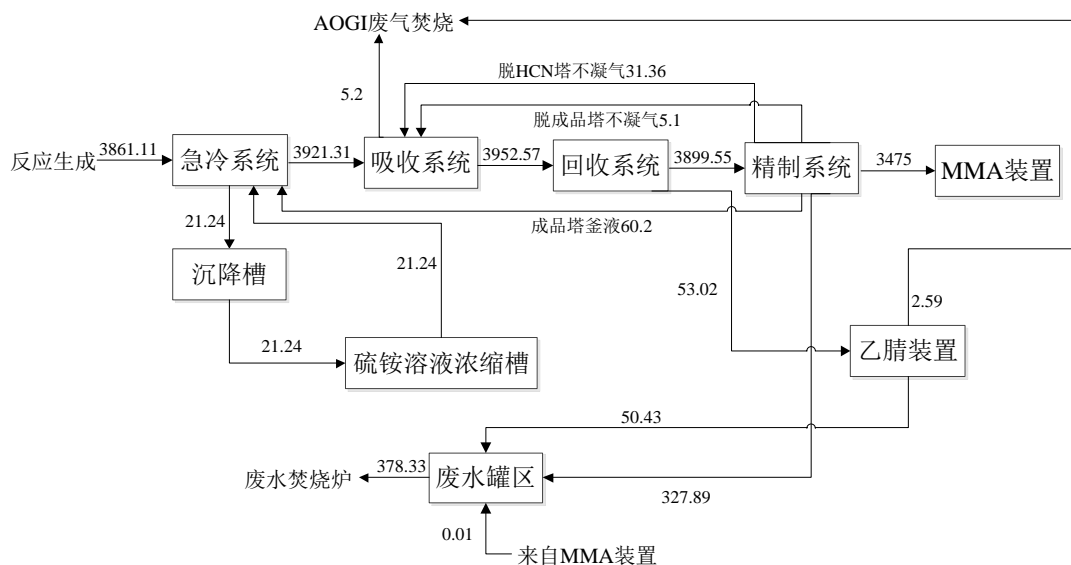 AOGI废气焚烧
脱HCN塔不凝气31.36
5.2
脱成品塔不凝气5.1
反应生成
3861.11
急冷系统
3921.31
吸收系统
3952.57
回收系统
3899.55
精制系统
3475
MMA装置
成品塔釜液60.2
21.24
21.24
沉降槽
53.02
2.59
21.24
硫铵溶液浓缩槽
乙腈装置
50.43
废水焚烧炉
378.33
废水罐区
327.89
0.01
来自MMA装置